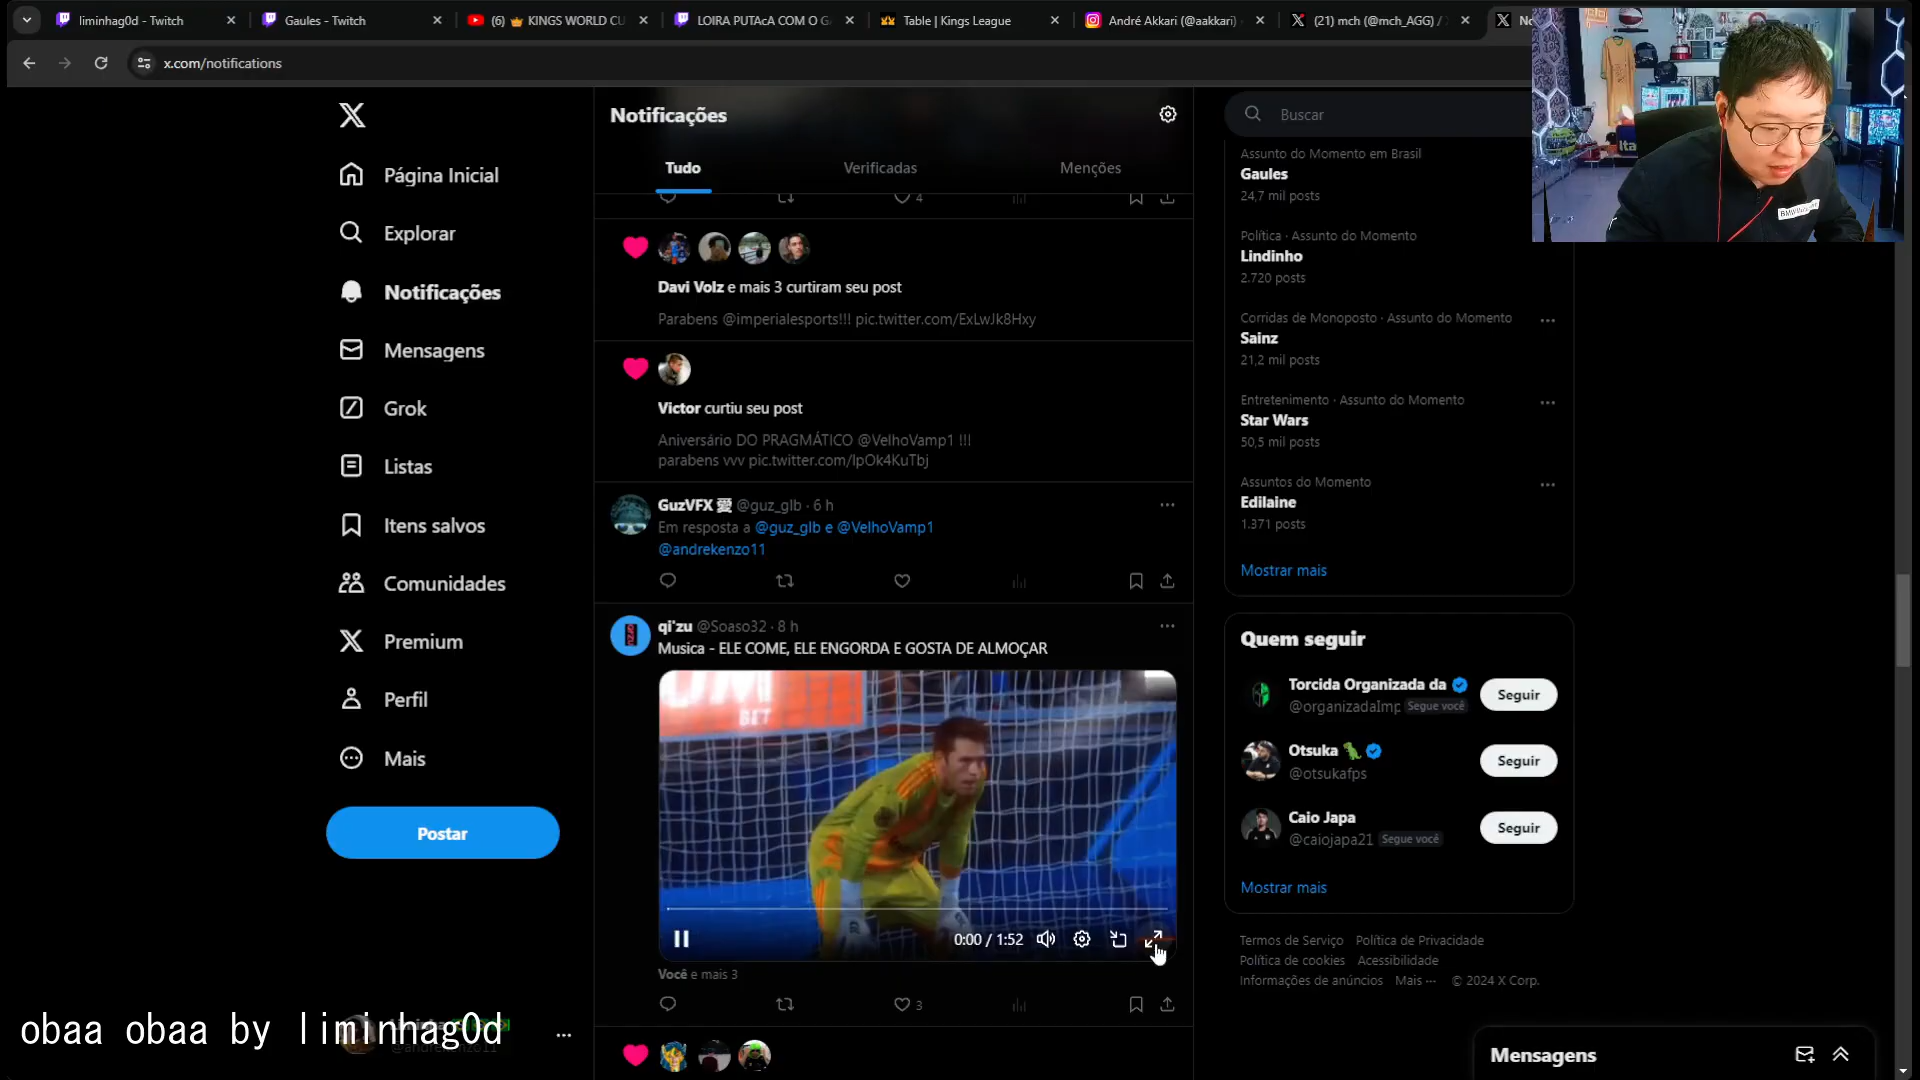 liminhag0d - Twitch
Gaules - Twitch
(6) 👑 KINGS WORLD CU
LOIRA PUTAcA COM O G
Table | Kings League
André Akkari (@aakkari)
(21) mch (@mch_AGG) /
No
x.com/notifications
Notificações
Buscar
Tudo
Verificadas
Menções
Página Inicial
Explorar
Notificações
Mensagens
Grok
Listas
Itens salvos
Comunidades
Premium
Perfil
Mais
Postar
4
Davi Volz e mais 3 curtiram seu post
Parabens @imperialesports!!! pic.twitter.com/ExLwJk8Hxy
Victor curtiu seu post
Aniversário DO PRAGMÁTICO @VelhoVamp1 !!!
parabens vvv pic.twitter.com/lpOk4KuTbj
GuzVFX 愛 @guz_glb · 6 h
Em resposta a @guz_glb e @VelhoVamp1
@andrekenzo11
qi'zu @Soaso32 · 8 h
Musica - ELE COME, ELE ENGORDA E GOSTA DE ALMOÇAR
BET
0:00 / 1:52
Você e mais 3
3
Assunto do Momento em Brasil
Gaules
24,7 mil posts
Política · Assunto do Momento
Lindinho
2.720 posts
Corridas de Monoposto · Assunto do Momento
Sainz
21,2 mil posts
Entretenimento · Assunto do Momento
Star Wars
50,5 mil posts
Assuntos do Momento
Edilaine
1.371 posts
Mostrar mais
Quem seguir
Torcida Organizada da
@organizadaImp Segue você
Seguir
Otsuka 🦖
@otsukafps
Seguir
Caio Japa
@caiojapa21 Segue você
Seguir
Mostrar mais
Termos de Serviço Política de Privacidade
Política de cookies Acessibilidade
Informações de anúncios Mais ··· © 2024 X Corp.
Mensagens
obaa obaa by liminhag0d
@andrekenzo11